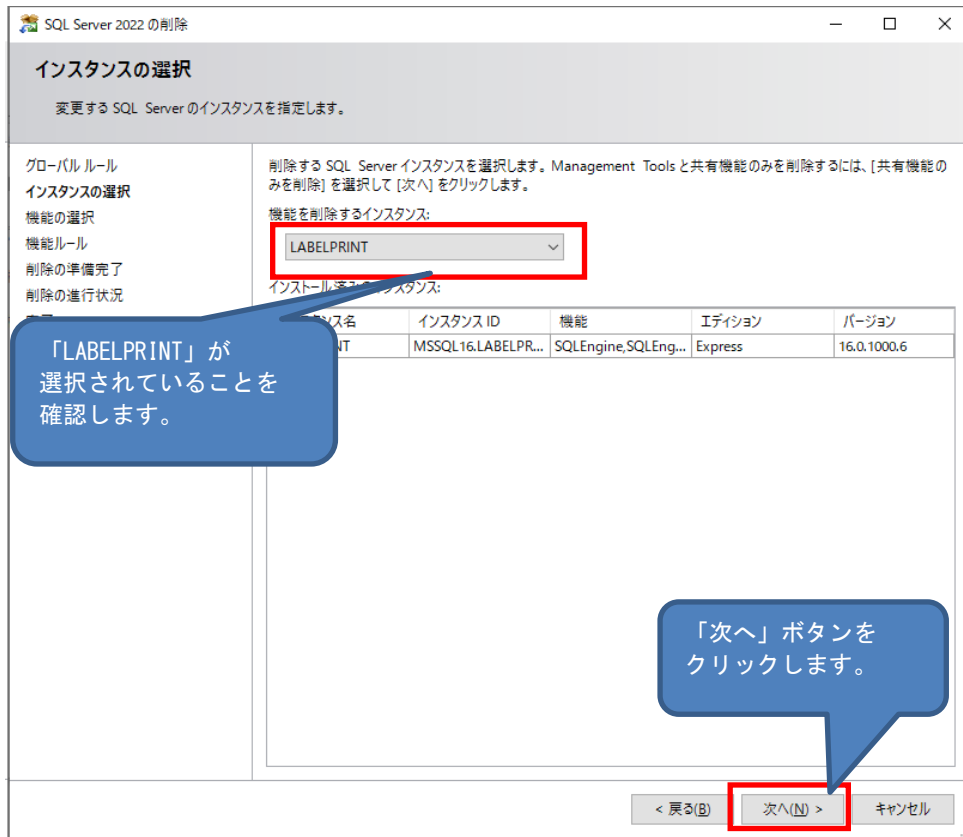 SQL Server 2022 の削除
インスタンスの選択
変更する SQL Server のインスタンスを指定します。
グローバル ルール
インスタンスの選択
機能の選択
機能ルール
削除の準備完了
削除の進行状況
削除する SQL Server インスタンスを選択します。Management Tools と共有機能のみを削除するには、[共有機能の
みを削除] を選択して [次へ] をクリックします。
機能を削除するインスタンス:
LABELPRINT
インストール済みのインスタンス:
ンス名 インスタンス ID 機能 エディション バージョン
NT MSSQL16.LABELPR... SQLEngine,SQLEng... Express 16.0.1000.6
「LABELPRINT」が
選択されていることを
確認します。
「次へ」ボタンを
クリックします。
< 戻る(B) 次へ(N) > キャンセル